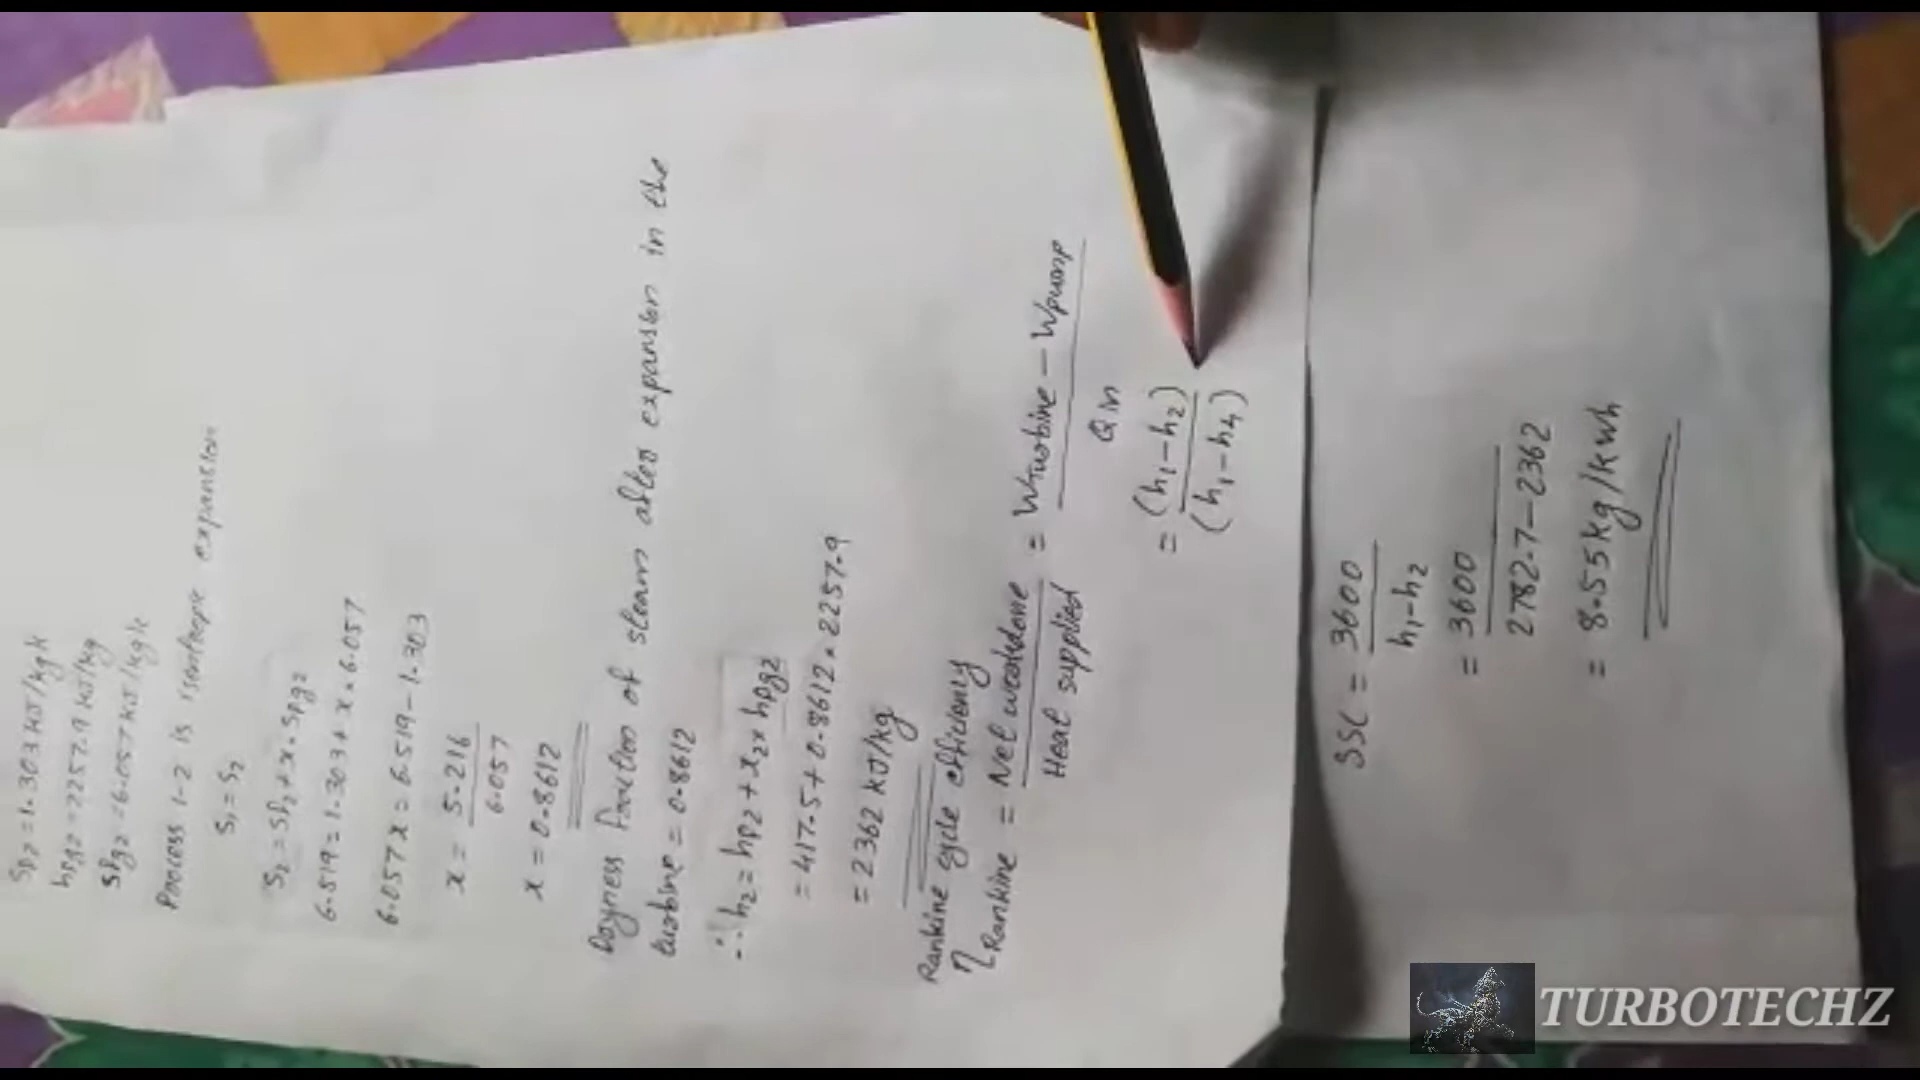 Sf2 = 1.303 kJ/kgk
hfg2 = 2257.9 kJ/kg
Sfg2 = 6.057 kJ/kgk
Process 1-2 is isentropic expansion
S1 = S2
S2 = Sf2 + x. Sfg2
6.519 = 1.303 + x × 6.057
6.057 x = 6.519 - 1.303
x = 5.216
6.057
x = 0.8612
Dryness fraction of steam after expansion in the
turbine = 0.8612
∴ h2 = hf2 + x2 x hfg2
= 417.5 + 0.8612 × 2257.9
= 2362 kJ/kg
Rankine cycle efficiency
η Rankine = Net workdone = Wturbine - Wpump
Heat supplied Q in
= (h1 - h2)
(h1 - h4)
SSC = 3600
h1 - h2
= 3600
2782.7 - 2362
= 8.55 kg/kwh
TURBOTECHZ